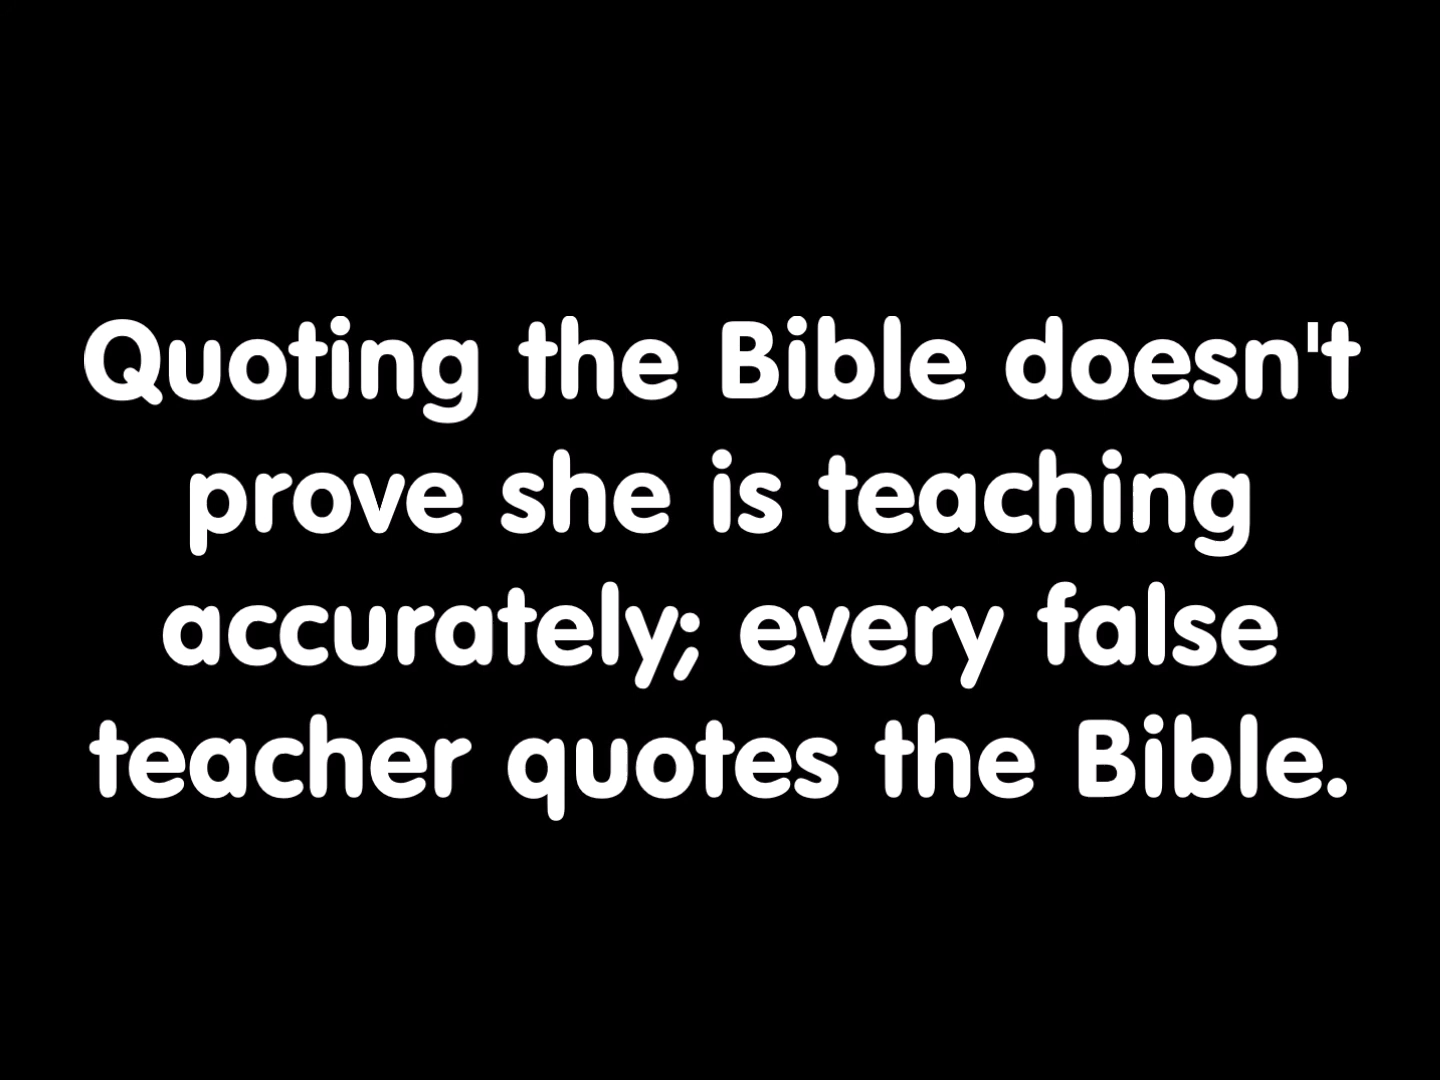 Quoting the Bible doesn't
prove she is teaching
accurately; every false
teacher quotes the Bible.